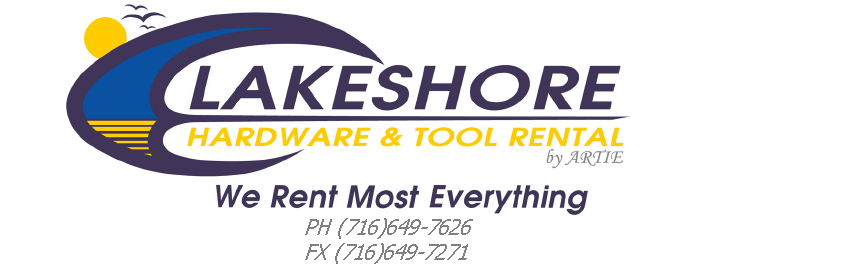 LAKESHORE
HARDWARE & TOOL RENTAL
by ARTIE
We Rent Most Everything
PH (716)649-7626
FX (716)649-7271